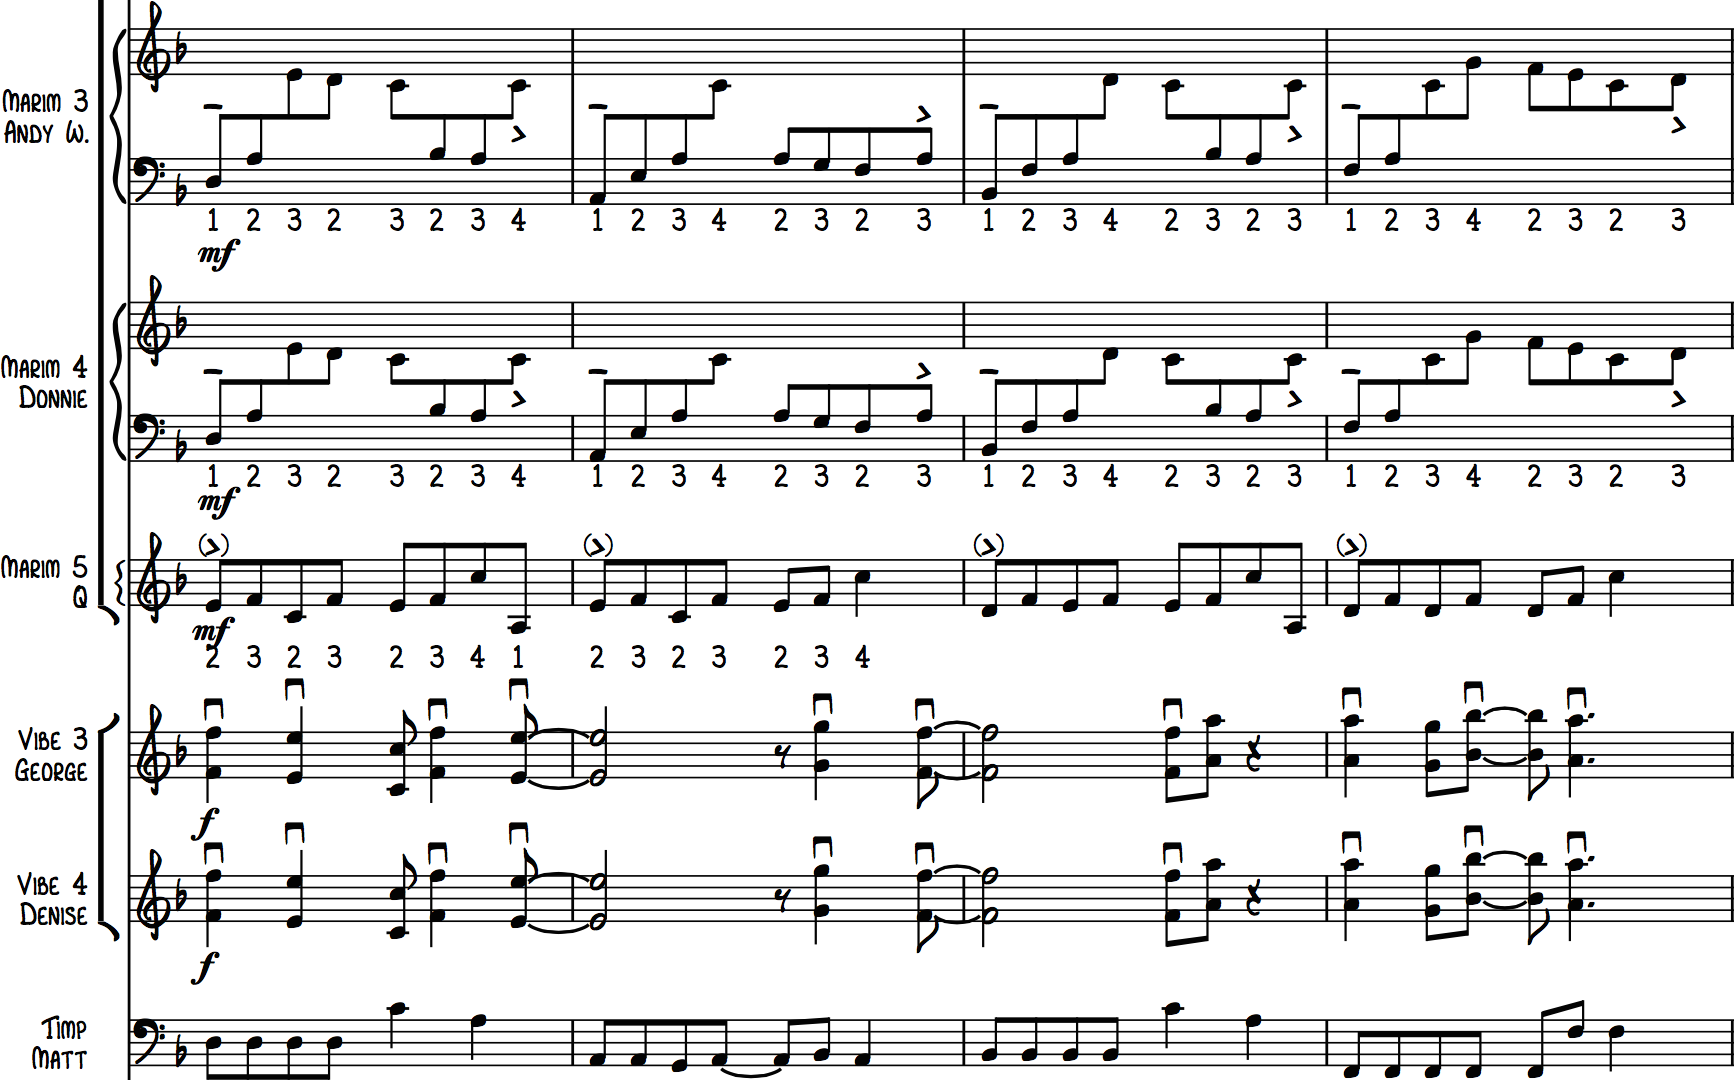 MARIM 3
ANDY W.
1 2 3 2 3 2 3 4 1 2 3 4 2 3 2 3 1 2 3 4 2 3 2 3 1 2 3 4 2 3 2 3
mf
MARIM 4
DONNIE
1 2 3 2 3 2 3 4 1 2 3 4 2 3 2 3 1 2 3 4 2 3 2 3 1 2 3 4 2 3 2 3
mf
MARIM 5
Q
mf
2 3 2 3 2 3 4 1 2 3 2 3 2 3 4
VIBE 3
GEORGE
f
VIBE 4
DENISE
f
TIMP
MATT